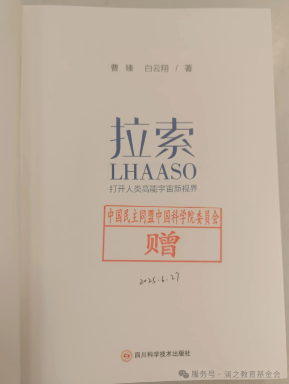 曹臻 白云翔 / 著
拉索
LHAASO
打开人类高能宇宙新视界
中国民主同盟中国科学院委员会
赠
2025.6.27
四川科学技术出版社
服务号 · 澜之教育基金会